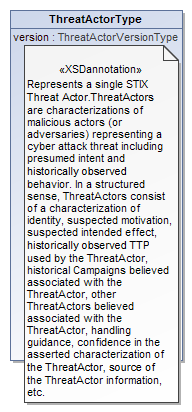 ThreatActorType
version : ThreatActorVersionType
«XSDannotation»
Represents a single STIX
Threat Actor.ThreatActors
are characterizations of
malicious actors (or
adversaries) representing a
cyber attack threat including
presumed intent and
historically observed
behavior. In a structured
sense, ThreatActors consist
of a characterization of
identity, suspected motivation,
suspected intended effect,
historically observed TTP
used by the ThreatActor,
historical Campaigns believed
associated with the
ThreatActor, other
ThreatActors believed
associated with the
ThreatActor, handling
guidance, confidence in the
asserted characterization of
the ThreatActor, source of
the ThreatActor information,
etc.